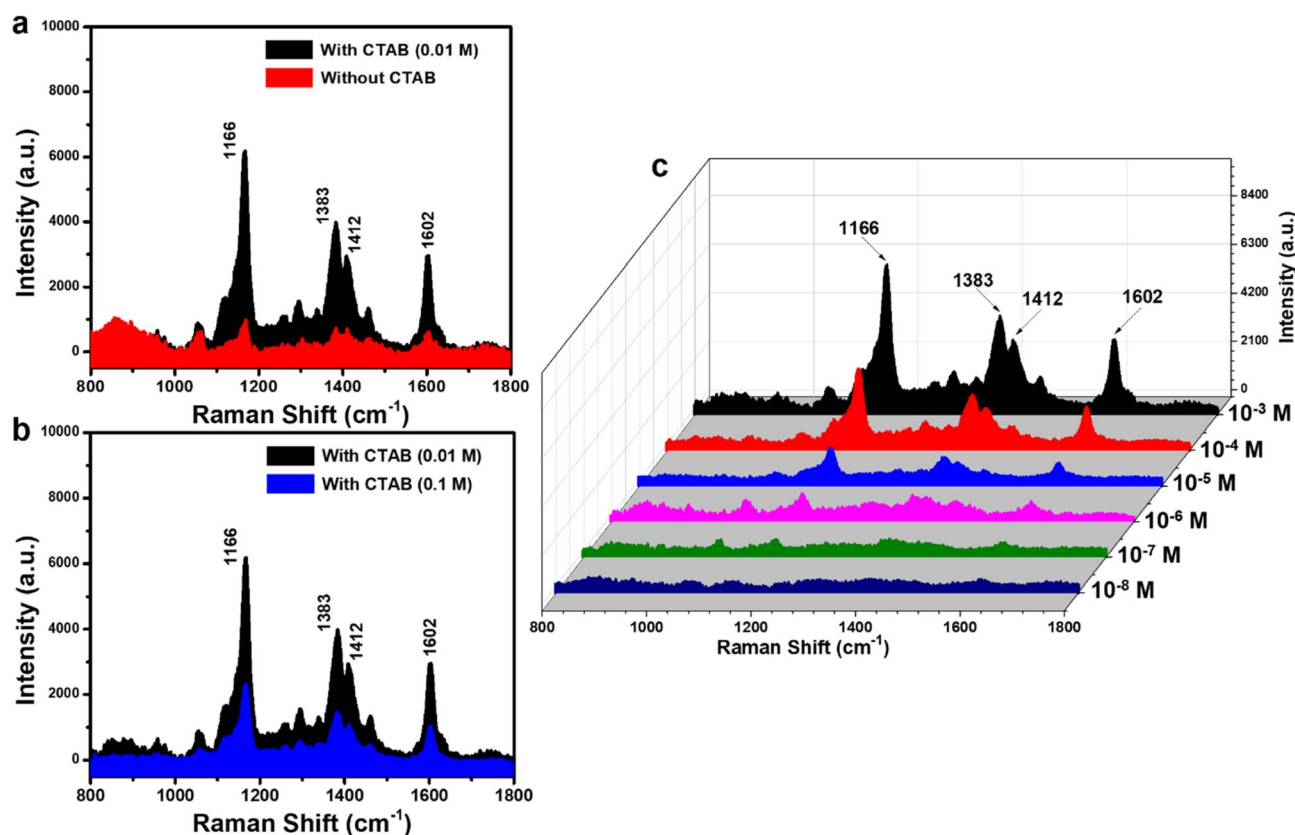 a
10000
8000
6000
4000
2000
0
Intensity (a.u.)
With CTAB (0.01 M)
Without CTAB
1166
1383
1412
1602
800 1000 1200 1400 1600 1800
Raman Shift (cm-1)
b
10000
8000
6000
4000
2000
0
Intensity (a.u.)
With CTAB (0.01 M)
With CTAB (0.1 M)
1166
1383
1412
1602
800 1000 1200 1400 1600 1800
Raman Shift (cm-1)
c
1166
1383
1412
1602
8400
6300
4200
2100
0
Intensity (a.u.)
10-3 M
10-4 M
10-5 M
10-6 M
10-7 M
10-8 M
800 1000 1200 1400 1600 1800
Raman Shift (cm-1)